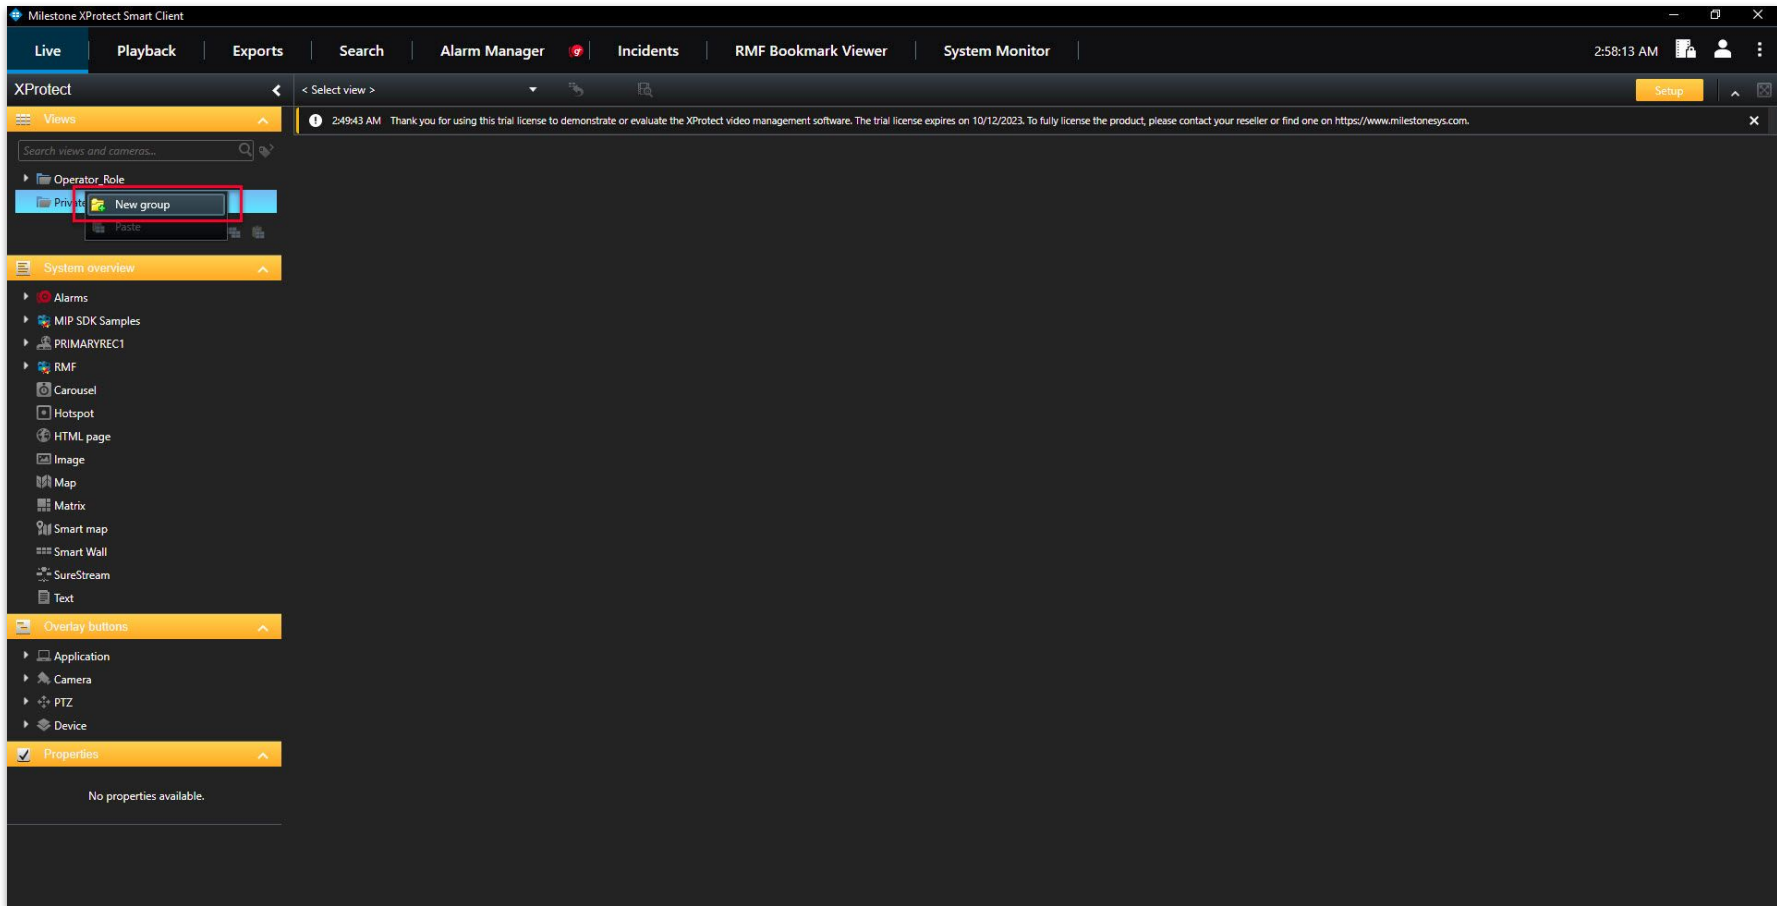 Milestone XProtect Smart Client
Live Playback Exports Search Alarm Manager Incidents RMF Bookmark Viewer System Monitor 2:58:13 AM
XProtect < Select view > Setup
Views
2:49:43 AM Thank you for using this trial license to demonstrate or evaluate the XProtect video management software. The trial license expires on 10/12/2023. To fully license the product, please contact your reseller or find one on https://www.milestonesys.com.
Search views and cameras...
Operator_Role
Private
New group
Paste
System overview
Alarms
MIP SDK Samples
PRIMARYREC1
RMF
Carousel
Hotspot
HTML page
Image
Map
Matrix
Smart map
Smart Wall
SureStream
Text
Overlay buttons
Application
Camera
PTZ
Device
Properties
No properties available.